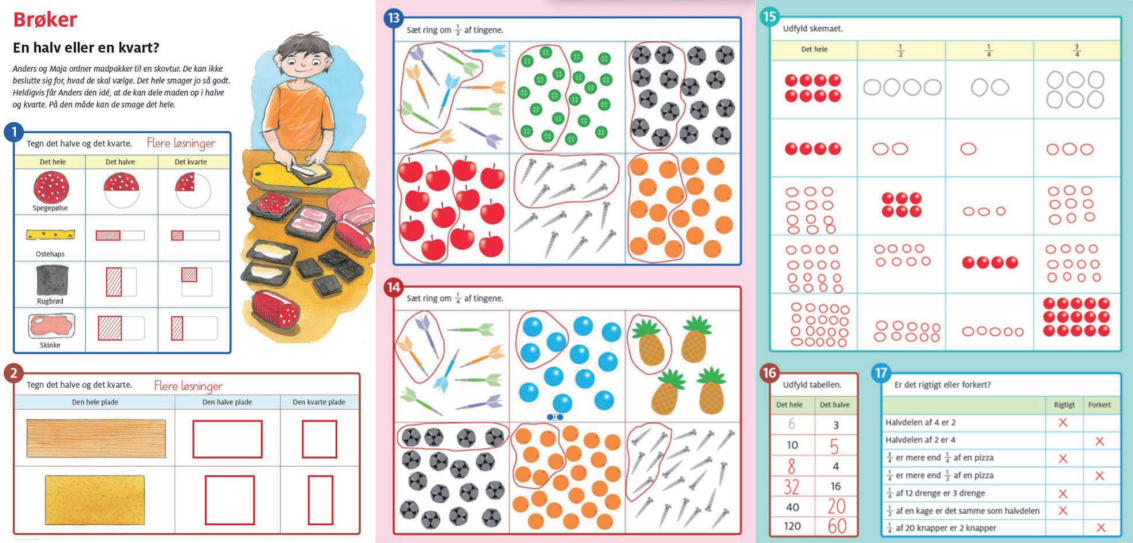 Brøker
En halv eller en kvart?
Anders og Maja ordner madpakker til en skovtur. De kan ikke
beslutte sig for, hvad de skal vælge. Det hele smager jo så godt.
Heldigvis får Anders den idé, at de kan dele maden op i halve
og kvarte. På den måde kan de smage det hele.
1
Tegn det halve og det kvarte. Flere løsninger
Det hele Det halve Det kvarte
Spegepølse
Ostehaps
Rugbrød
Skinke
2
Tegn det halve og det kvarte. Flere løsninger
Den hele plade Den halve plade Den kvarte plade
13
Sæt ring om 1/2 af tingene.
14
Sæt ring om 1/4 af tingene.
15
Udfyld skemaet.
Det hele 1/2 1/4 3/4
16
Udfyld tabellen.
Det hele Det halve
6 3
10 5
8 4
32 16
40 20
120 60
17
Er det rigtigt eller forkert?
Rigtigt Forkert
Halvdelen af 4 er 2 X
Halvdelen af 2 er 4 X
3/4 er mere end 1/4 af en pizza X
1/4 er mere end 1/2 af en pizza X
1/4 af 12 drenge er 3 drenge X
1/2 af en kage er det samme som halvdelen X
1/4 af 20 knapper er 2 knapper X